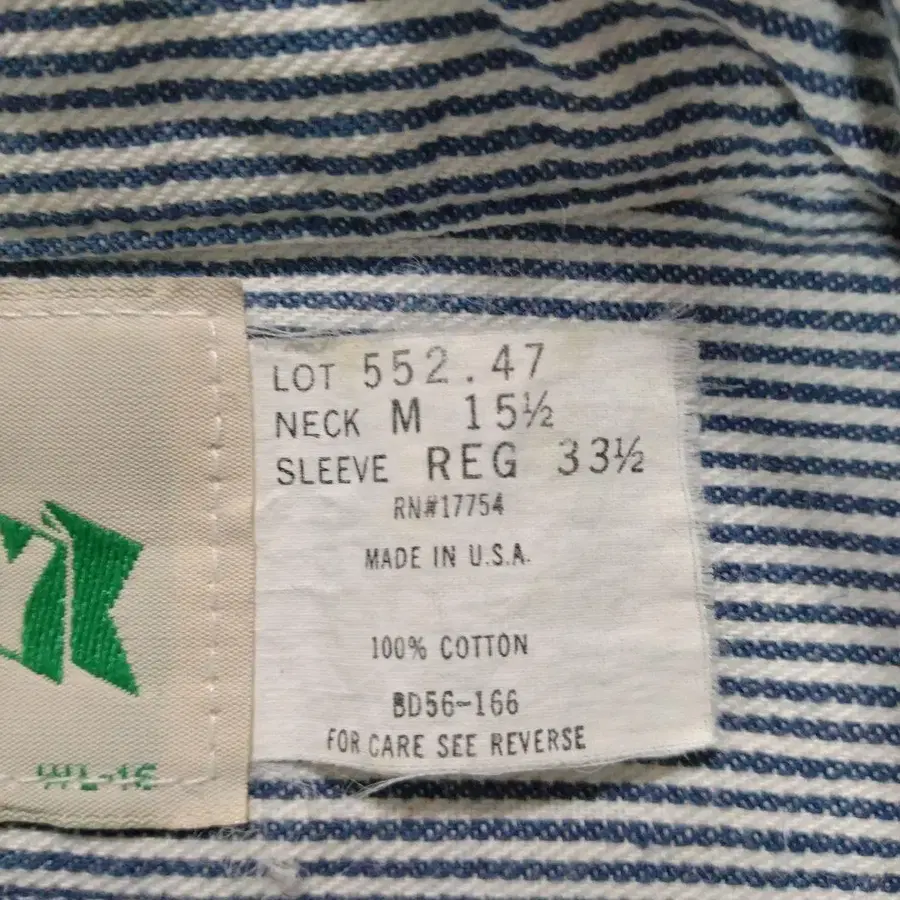 LOT 552.47
NECK M 15½
SLEEVE REG 33½
RN#17754
MADE IN U.S.A.
100% COTTON
BD56-166
FOR CARE SEE REVERSE